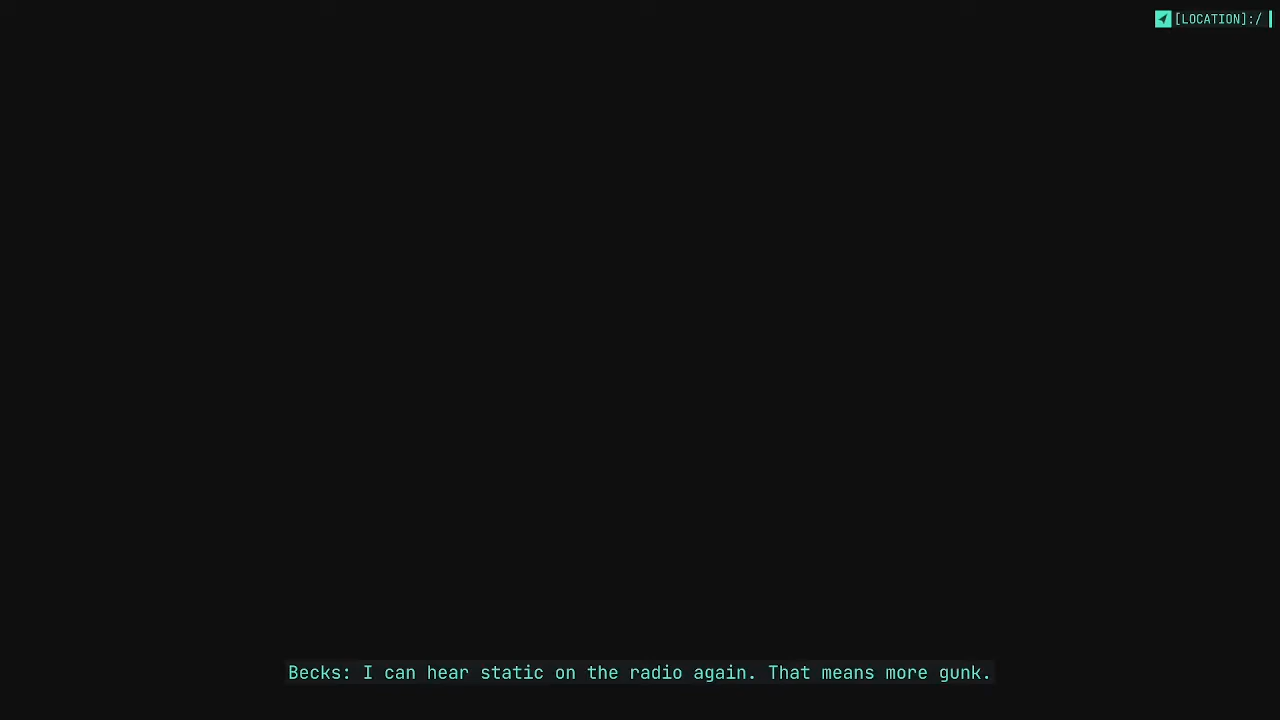 [LOCATION]:/
Becks: I can hear static on the radio again. That means more gunk.